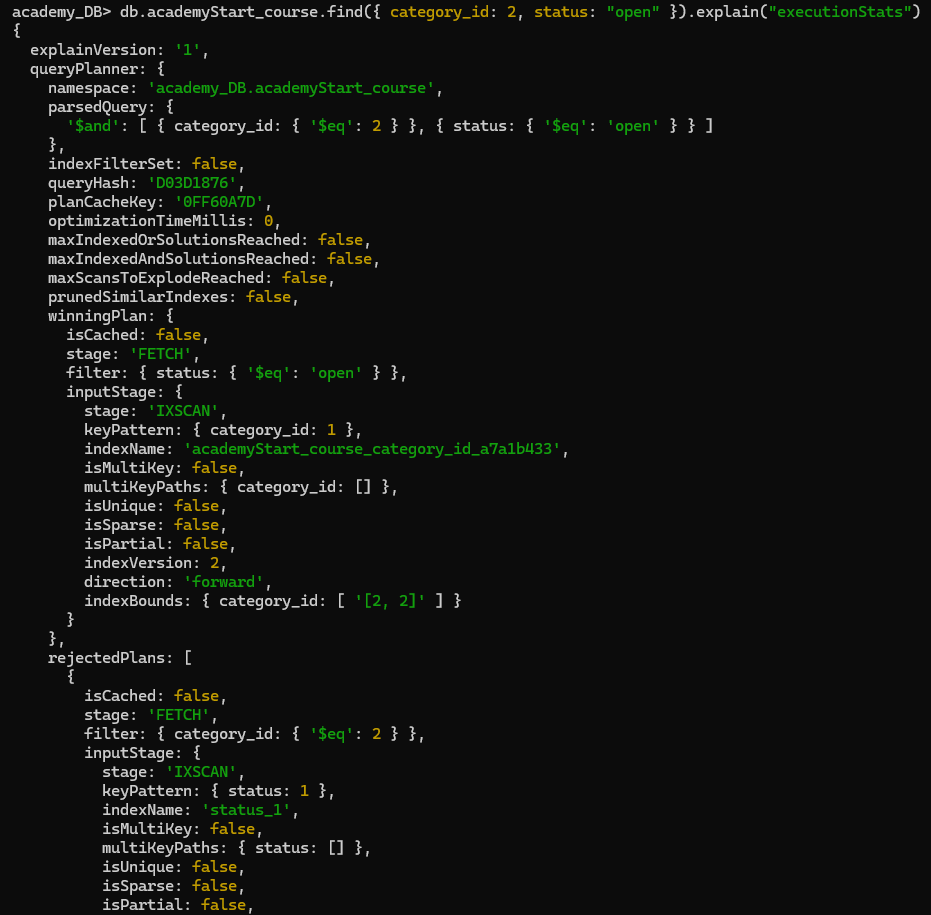 academy_DB> db.academyStart_course.find({ category_id: 2, status: "open" }).explain("executionStats")
{
  explainVersion: '1',
  queryPlanner: {
    namespace: 'academy_DB.academyStart_course',
    parsedQuery: {
      '$and': [ { category_id: { '$eq': 2 } }, { status: { '$eq': 'open' } } ]
    },
    indexFilterSet: false,
    queryHash: 'D03D1876',
    planCacheKey: '0FF60A7D',
    optimizationTimeMillis: 0,
    maxIndexedOrSolutionsReached: false,
    maxIndexedAndSolutionsReached: false,
    maxScansToExplodeReached: false,
    prunedSimilarIndexes: false,
    winningPlan: {
      isCached: false,
      stage: 'FETCH',
      filter: { status: { '$eq': 'open' } },
      inputStage: {
        stage: 'IXSCAN',
        keyPattern: { category_id: 1 },
        indexName: 'academyStart_course_category_id_a7a1b433',
        isMultiKey: false,
        multiKeyPaths: { category_id: [] },
        isUnique: false,
        isSparse: false,
        isPartial: false,
        indexVersion: 2,
        direction: 'forward',
        indexBounds: { category_id: [ '[2, 2]' ] }
      }
    },
    rejectedPlans: [
      {
        isCached: false,
        stage: 'FETCH',
        filter: { category_id: { '$eq': 2 } },
        inputStage: {
          stage: 'IXSCAN',
          keyPattern: { status: 1 },
          indexName: 'status_1',
          isMultiKey: false,
          multiKeyPaths: { status: [] },
          isUnique: false,
          isSparse: false,
          isPartial: false,